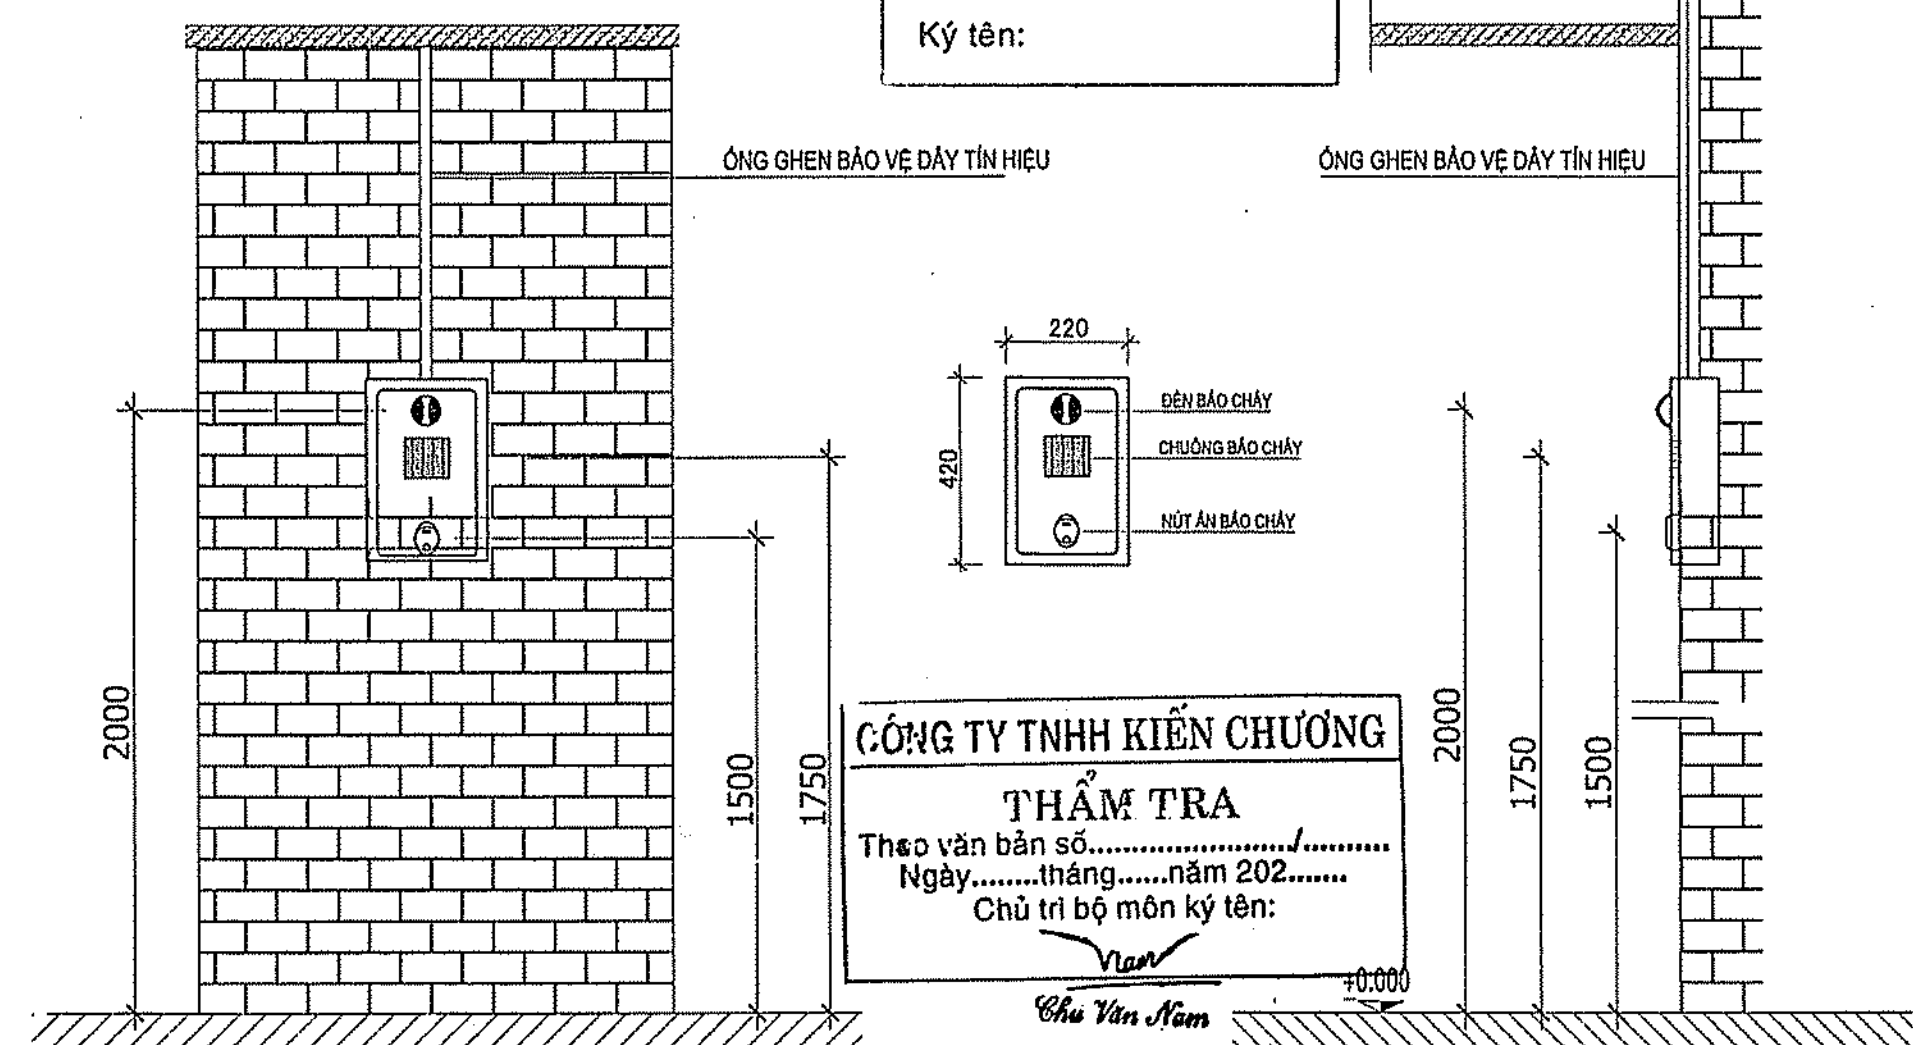 Ký tên:
ỐNG GHEN BẢO VỆ DÂY TÍN HIỆU
ỐNG GHEN BẢO VỆ DÂY TÍN HIỆU
220
420
ĐÈN BÁO CHÁY
CHUÔNG BÁO CHÁY
NÚT ẤN BÁO CHÁY
2000
1500
1750
2000
1750
1500
CÔNG TY TNHH KIẾN CHƯƠNG
THẨM TRA
Theo văn bản số......................../..........
Ngày........tháng......năm 202.......
Chủ trì bộ môn ký tên:
Nam
Chu Văn Nam
+0.000